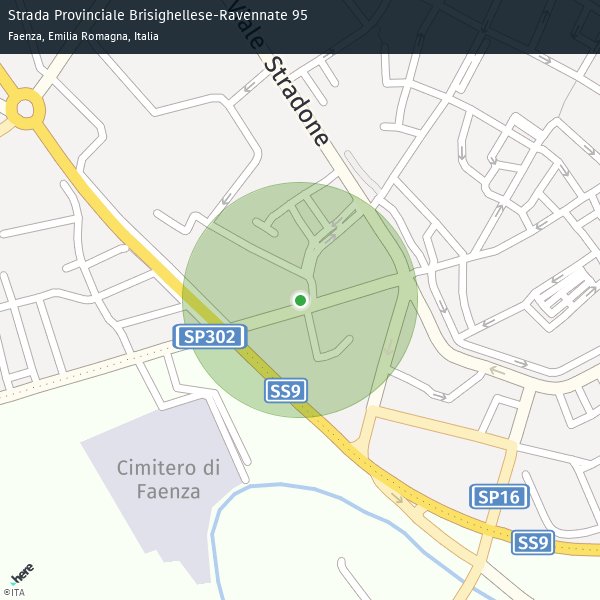 Strada Provinciale Brisighellese-Ravennate 95
Faenza, Emilia Romagna, Italia
Viale Stradone
SP302
SS9
Cimitero di
Faenza
SP16
SS9
here
©ITA